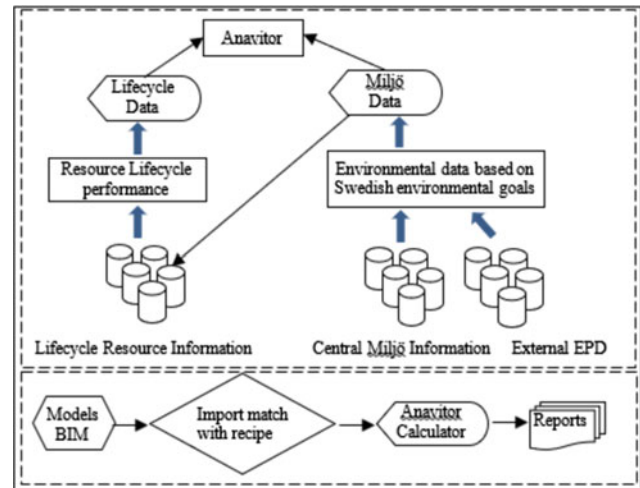 Anavitor
Lifecycle
Data
Miljö
Data
Resource Lifecycle
performance
Environmental data based on
Swedish environmental goals
Lifecycle Resource Information
Central Miljö Information
External EPD
Models
BIM
Import match
with recipe
Anavitor
Calculator
Reports